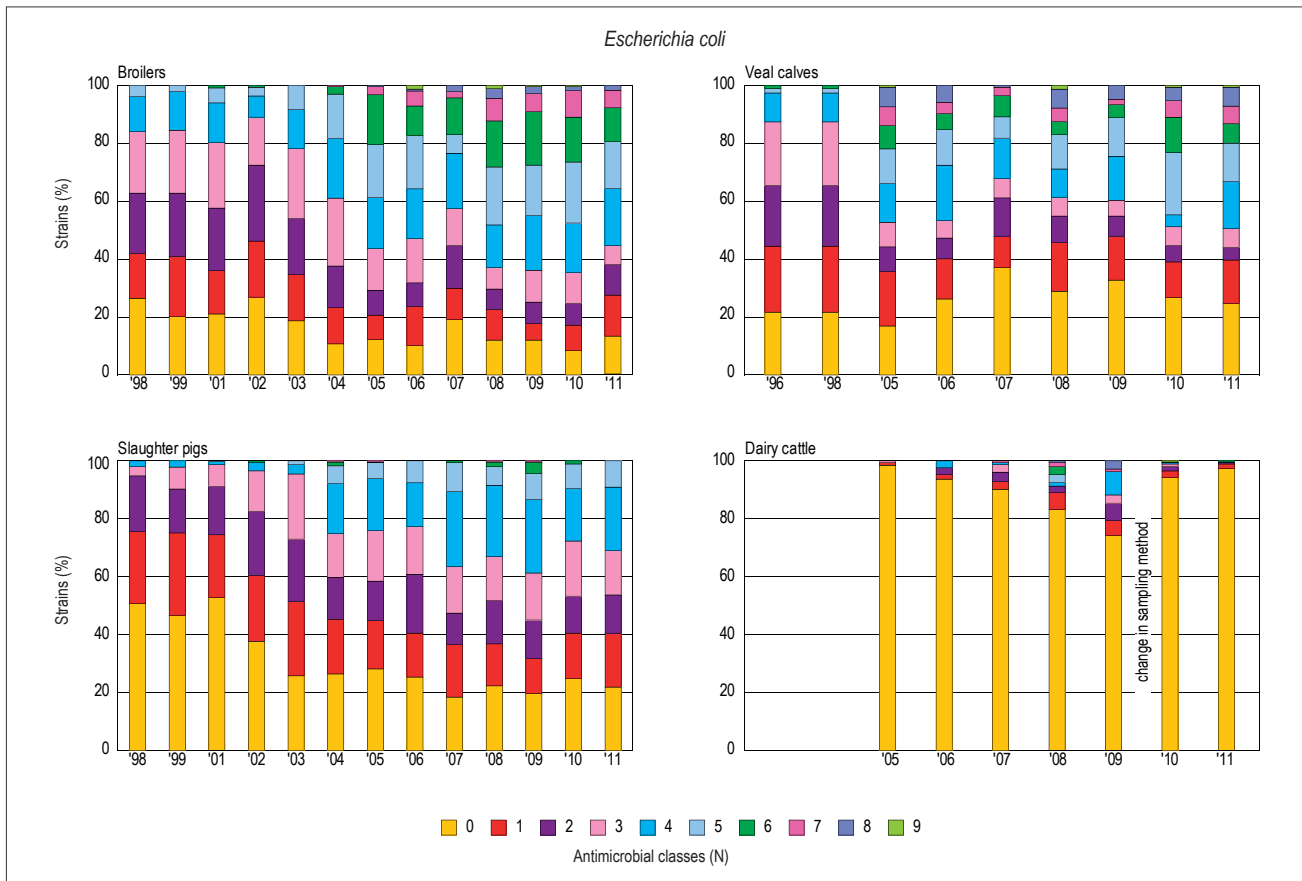 Escherichia coli
Broilers
100
80
60
40
20
0
Strains (%)
'98 '99 '01 '02 '03 '04 '05 '06 '07 '08 '09 '10 '11
Veal calves
100
80
60
40
20
0
'96 '98 '05 '06 '07 '08 '09 '10 '11
Slaughter pigs
100
80
60
40
20
0
Strains (%)
'98 '99 '01 '02 '03 '04 '05 '06 '07 '08 '09 '10 '11
Dairy cattle
100
80
60
40
20
0
change in sampling method
'05 '06 '07 '08 '09 '10 '11
0 1 2 3 4 5 6 7 8 9
Antimicrobial classes (N)